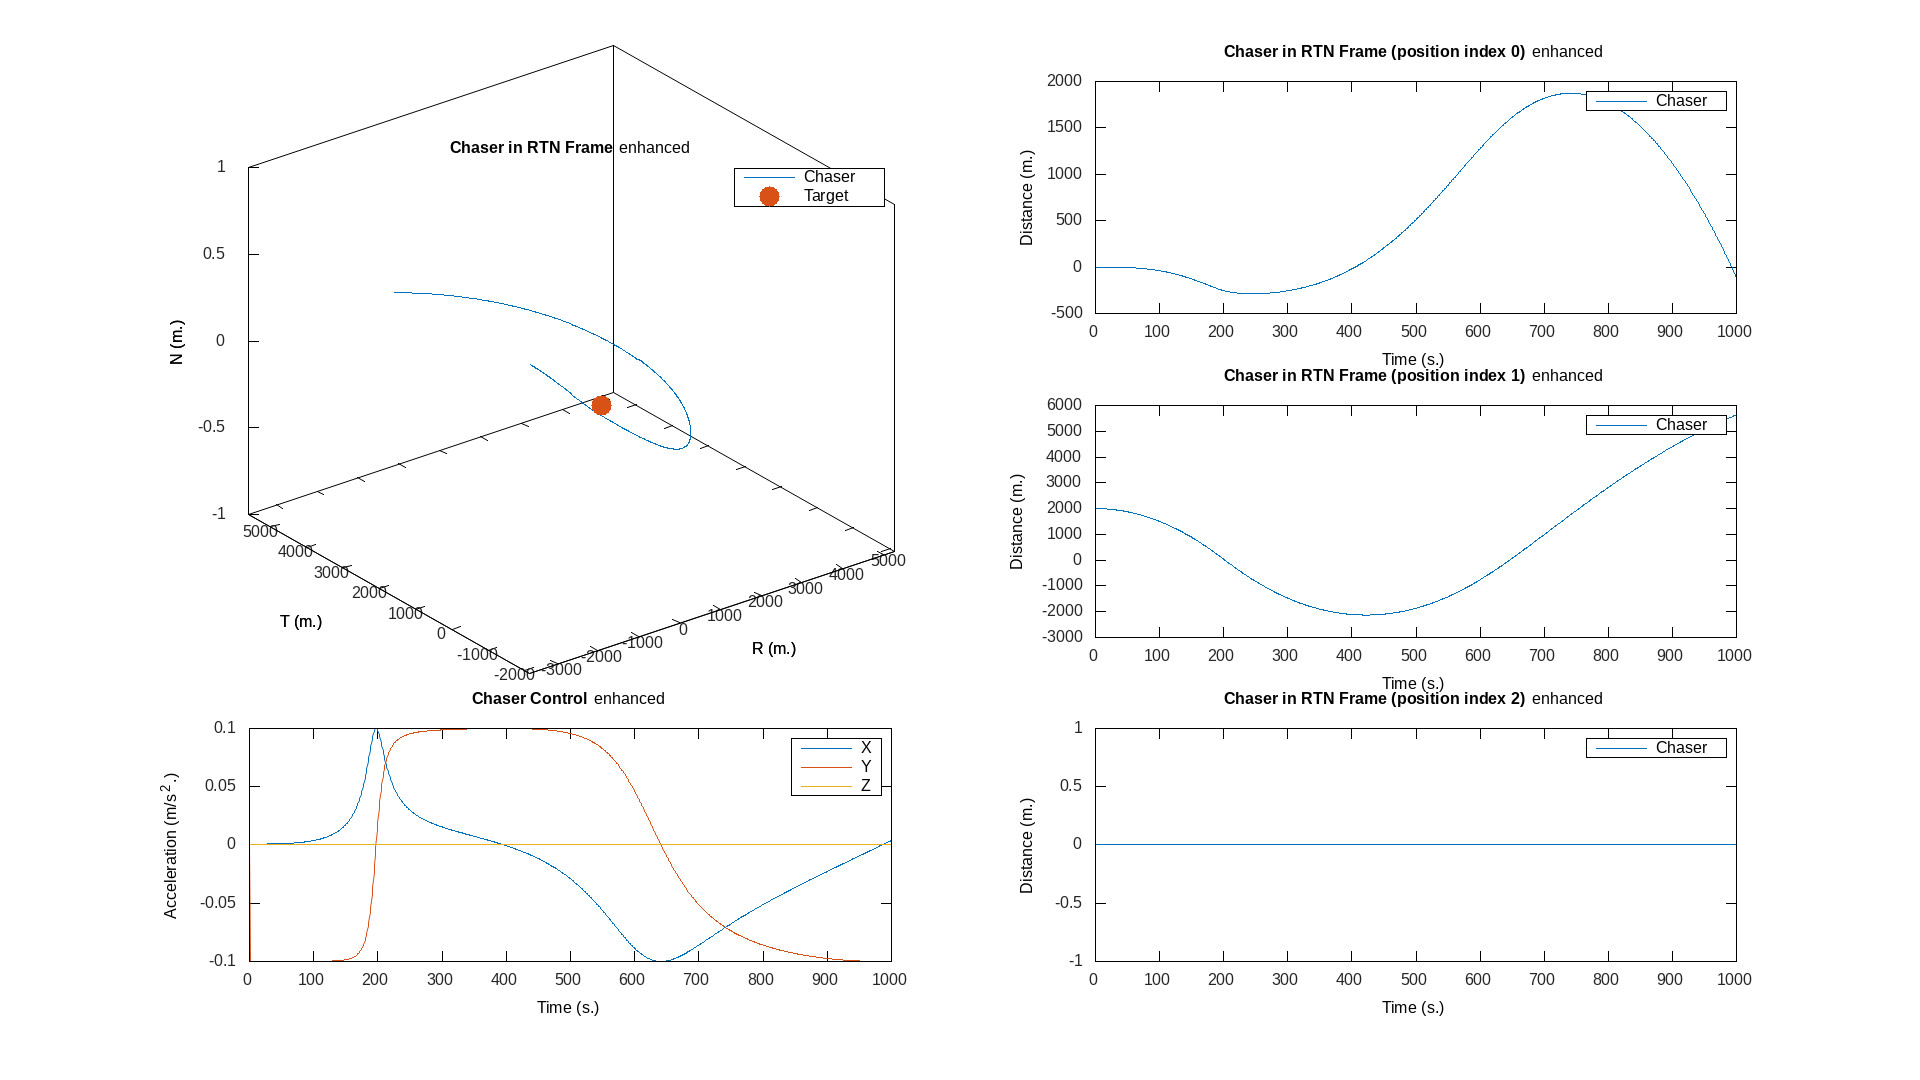 Chaser in RTN Frame enhanced
Chaser
Target
1
0.5
0
-0.5
-1
N (m.)
5000
4000
3000
2000
1000
0
-1000
-2000
T (m.)
-3000
-2000
-1000
0
1000
2000
3000
4000
5000
R (m.)
Chaser Control enhanced
X
Y
Z
0.1
0.05
0
-0.05
-0.1
Acceleration (m/s².)
0 100 200 300 400 500 600 700 800 900 1000
Time (s.)
Chaser in RTN Frame (position index 0) enhanced
Chaser
2000
1500
1000
500
0
-500
Distance (m.)
0 100 200 300 400 500 600 700 800 900 1000
Time (s.)
Chaser in RTN Frame (position index 1) enhanced
Chaser
6000
5000
4000
3000
2000
1000
0
-1000
-2000
-3000
Distance (m.)
0 100 200 300 400 500 600 700 800 900 1000
Time (s.)
Chaser in RTN Frame (position index 2) enhanced
Chaser
1
0.5
0
-0.5
-1
Distance (m.)
0 100 200 300 400 500 600 700 800 900 1000
Time (s.)